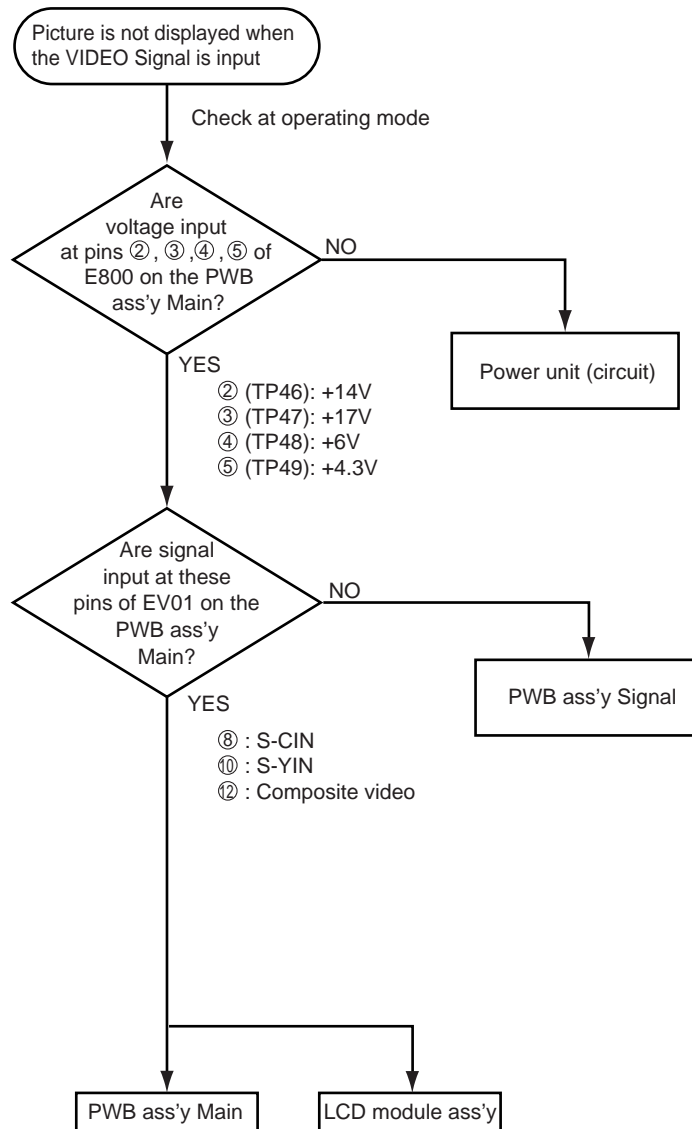 Picture is not displayed when
the VIDEO Signal is input
Check at operating mode
Are
voltage input
at pins ②, ③ ,④ , ⑤ of
E800 on the PWB
ass'y Main?
NO
Power unit (circuit)
YES
② (TP46): +14V
③ (TP47): +17V
④ (TP48): +6V
⑤ (TP49): +4.3V
Are signal
input at these
pins of EV01 on the
PWB ass'y
Main?
NO
PWB ass'y Signal
YES
⑧ : S-CIN
⑩ : S-YIN
⑫ : Composite video
PWB ass'y Main
LCD module ass'y